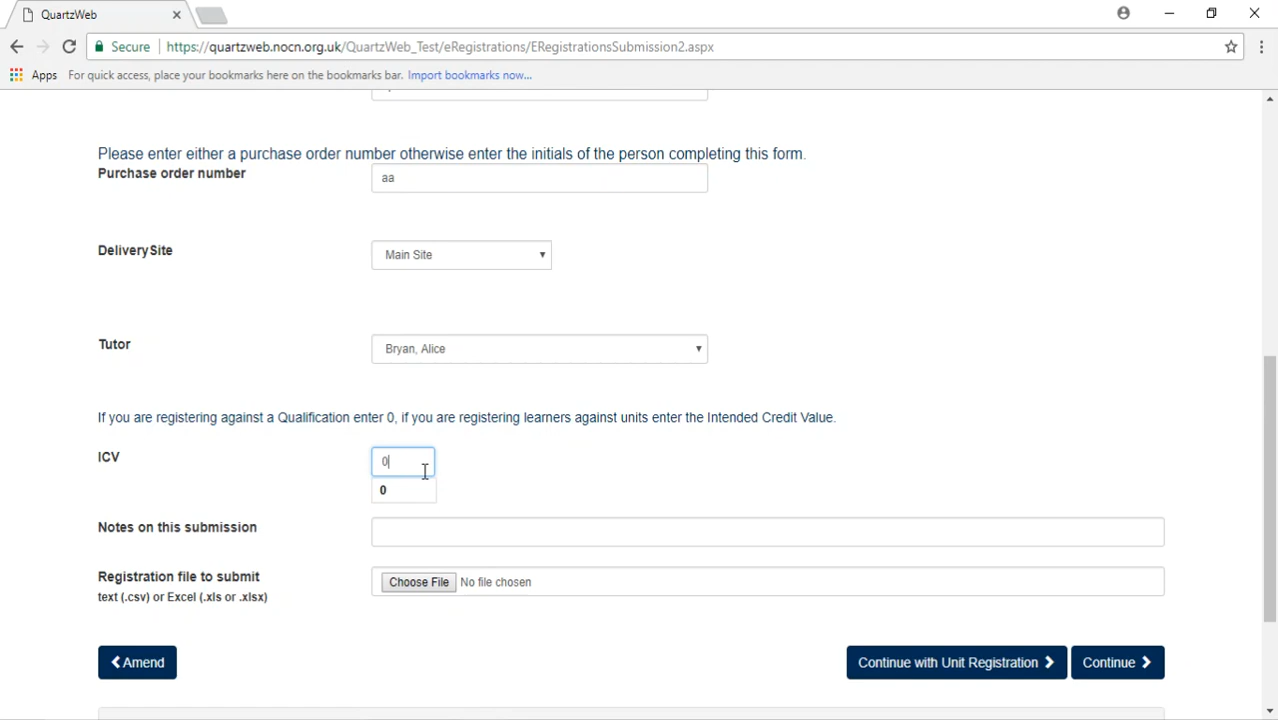 QuartzWeb
Secure https://quartzweb.nocn.org.uk/QuartzWeb_Test/eRegistrations/ERegistrationsSubmission2.aspx
Apps For quick access, place your bookmarks here on the bookmarks bar. Import bookmarks now...
Please enter either a purchase order number otherwise enter the initials of the person completing this form.
Purchase order number aa
DeliverySite Main Site
Tutor Bryan, Alice
If you are registering against a Qualification enter 0, if you are registering learners against units enter the Intended Credit Value.
ICV 0
0
Notes on this submission
Registration file to submit Choose File No file chosen
text (.csv) or Excel (.xls or .xlsx)
Amend Continue with Unit Registration Continue